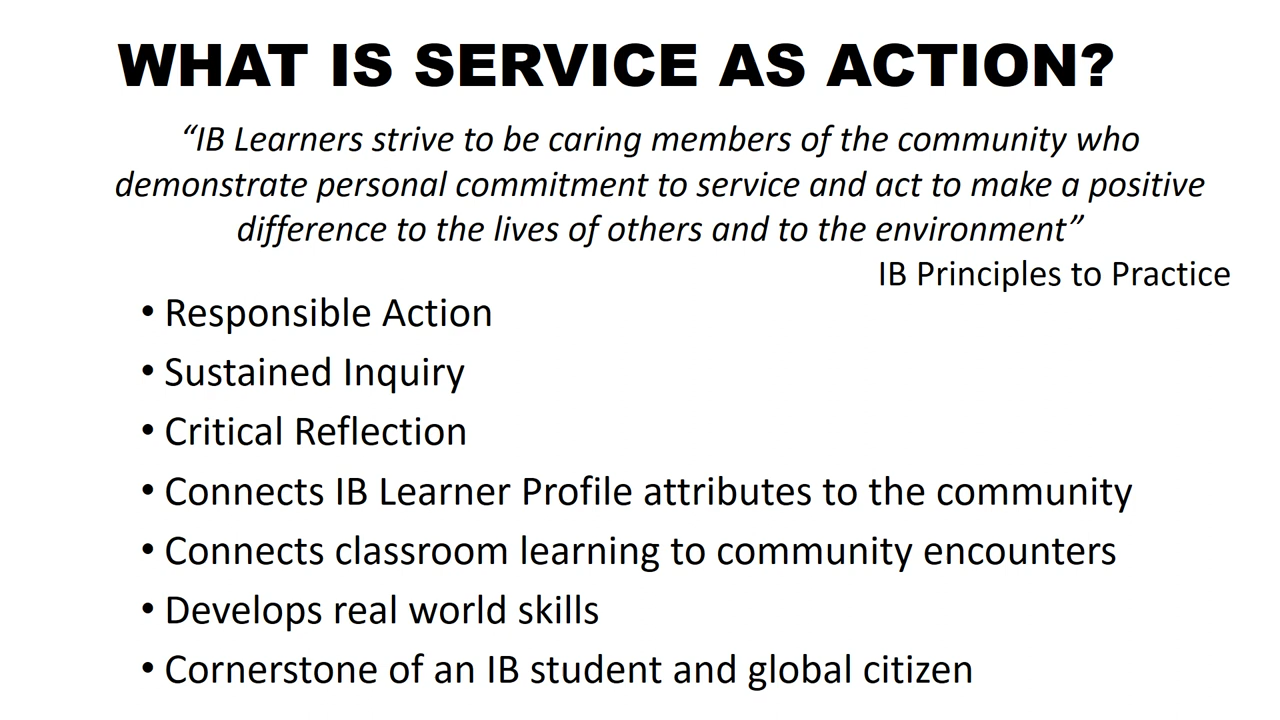 WHAT IS SERVICE AS ACTION?
“IB Learners strive to be caring members of the community who
demonstrate personal commitment to service and act to make a positive
difference to the lives of others and to the environment”
IB Principles to Practice
• Responsible Action
• Sustained Inquiry
• Critical Reflection
• Connects IB Learner Profile attributes to the community
• Connects classroom learning to community encounters
• Develops real world skills
• Cornerstone of an IB student and global citizen